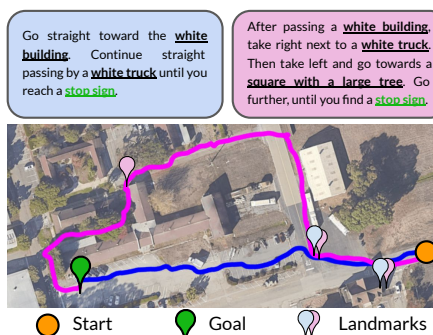 Go straight toward the white
building. Continue straight
passing by a white truck until you
reach a stop sign.
After passing a white building,
take right next to a white truck.
Then take left and go towards a
square with a large tree. Go
further, until you find a stop sign.
Start
Goal
Landmarks